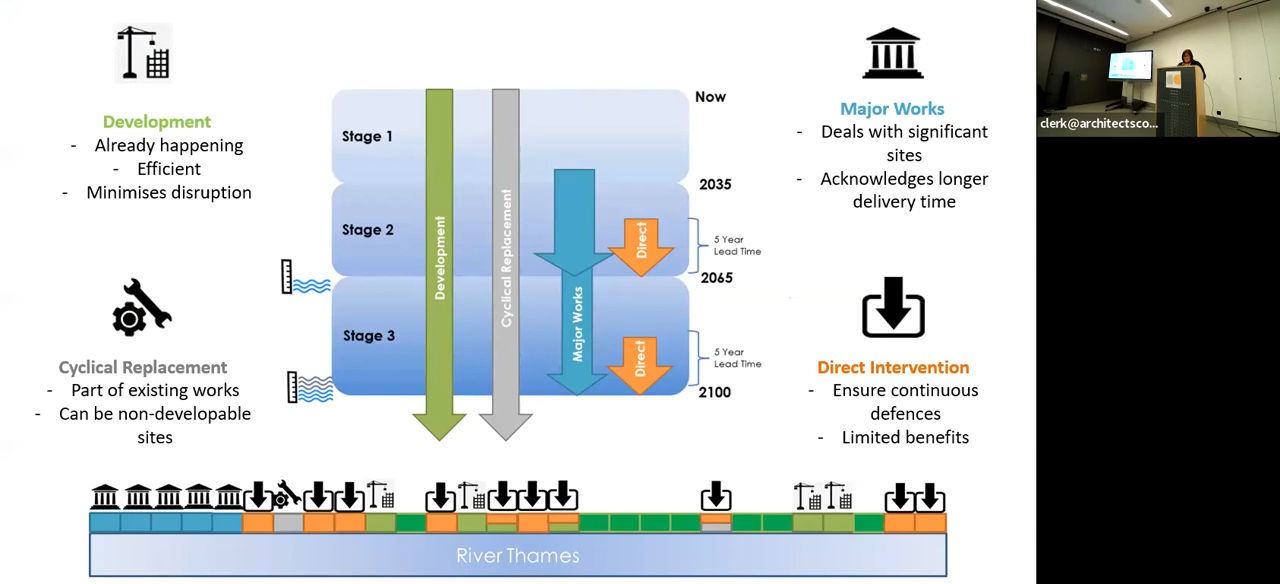 Development
- Already happening
- Efficient
- Minimises disruption
Cyclical Replacement
- Part of existing works
- Can be non-developable
sites
Now
Stage 1
2035
Stage 2
5 Year
Lead Time
2065
Stage 3
5 Year
Lead Time
2100
Development
Cyclical Replacement
Major Works
Direct
Direct
Major Works
- Deals with significant
sites
- Acknowledges longer
delivery time
Direct Intervention
- Ensure continuous
defences
- Limited benefits
River Thames
clerk@architectsco...